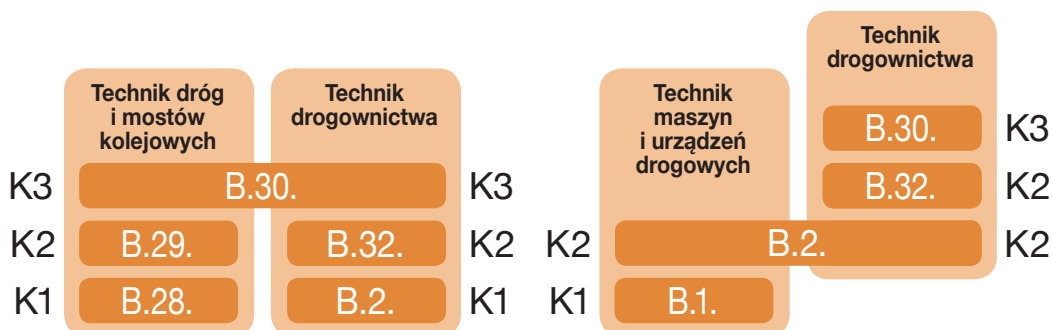 Technik dróg
i mostów
kolejowych
Technik
drogownictwa
K3 B.30. K3
K2 B.29. B.32. K2
K1 B.28. B.2. K1
Technik
maszyn
i urządzeń
drogowych
Technik
drogownictwa
B.30. K3
B.32. K2
K2 B.2. K2
K1 B.1.